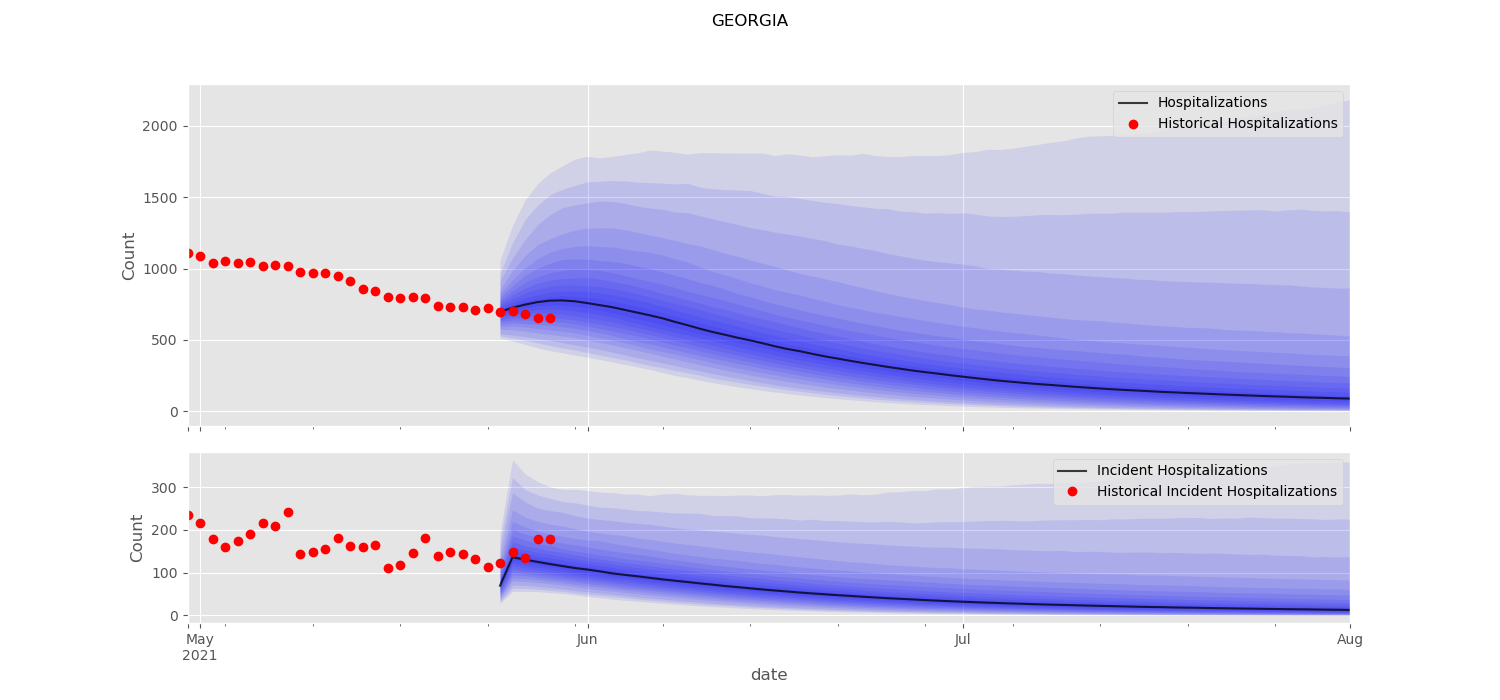 GEORGIA
Hospitalizations
Historical Hospitalizations
2000
1500
1000
500
0
Count
Incident Hospitalizations
Historical Incident Hospitalizations
300
200
100
0
Count
May
2021
Jun
Jul
Aug
date